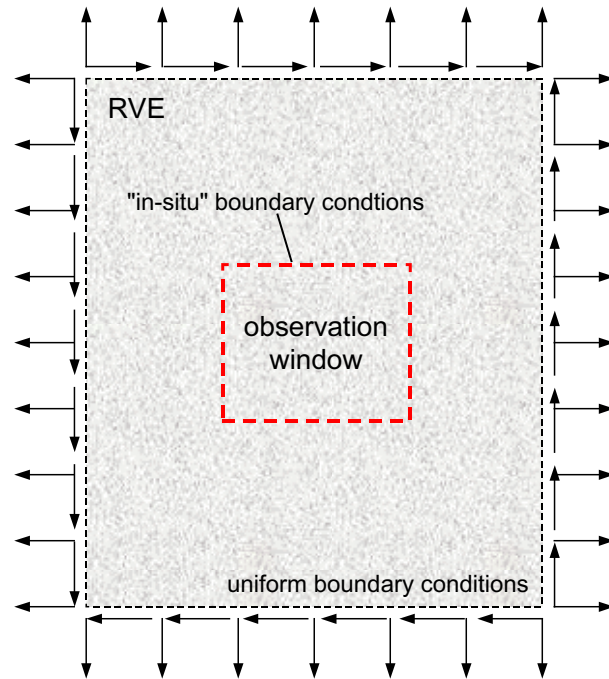 RVE
"in-situ" boundary condtions
observation
window
uniform boundary conditions